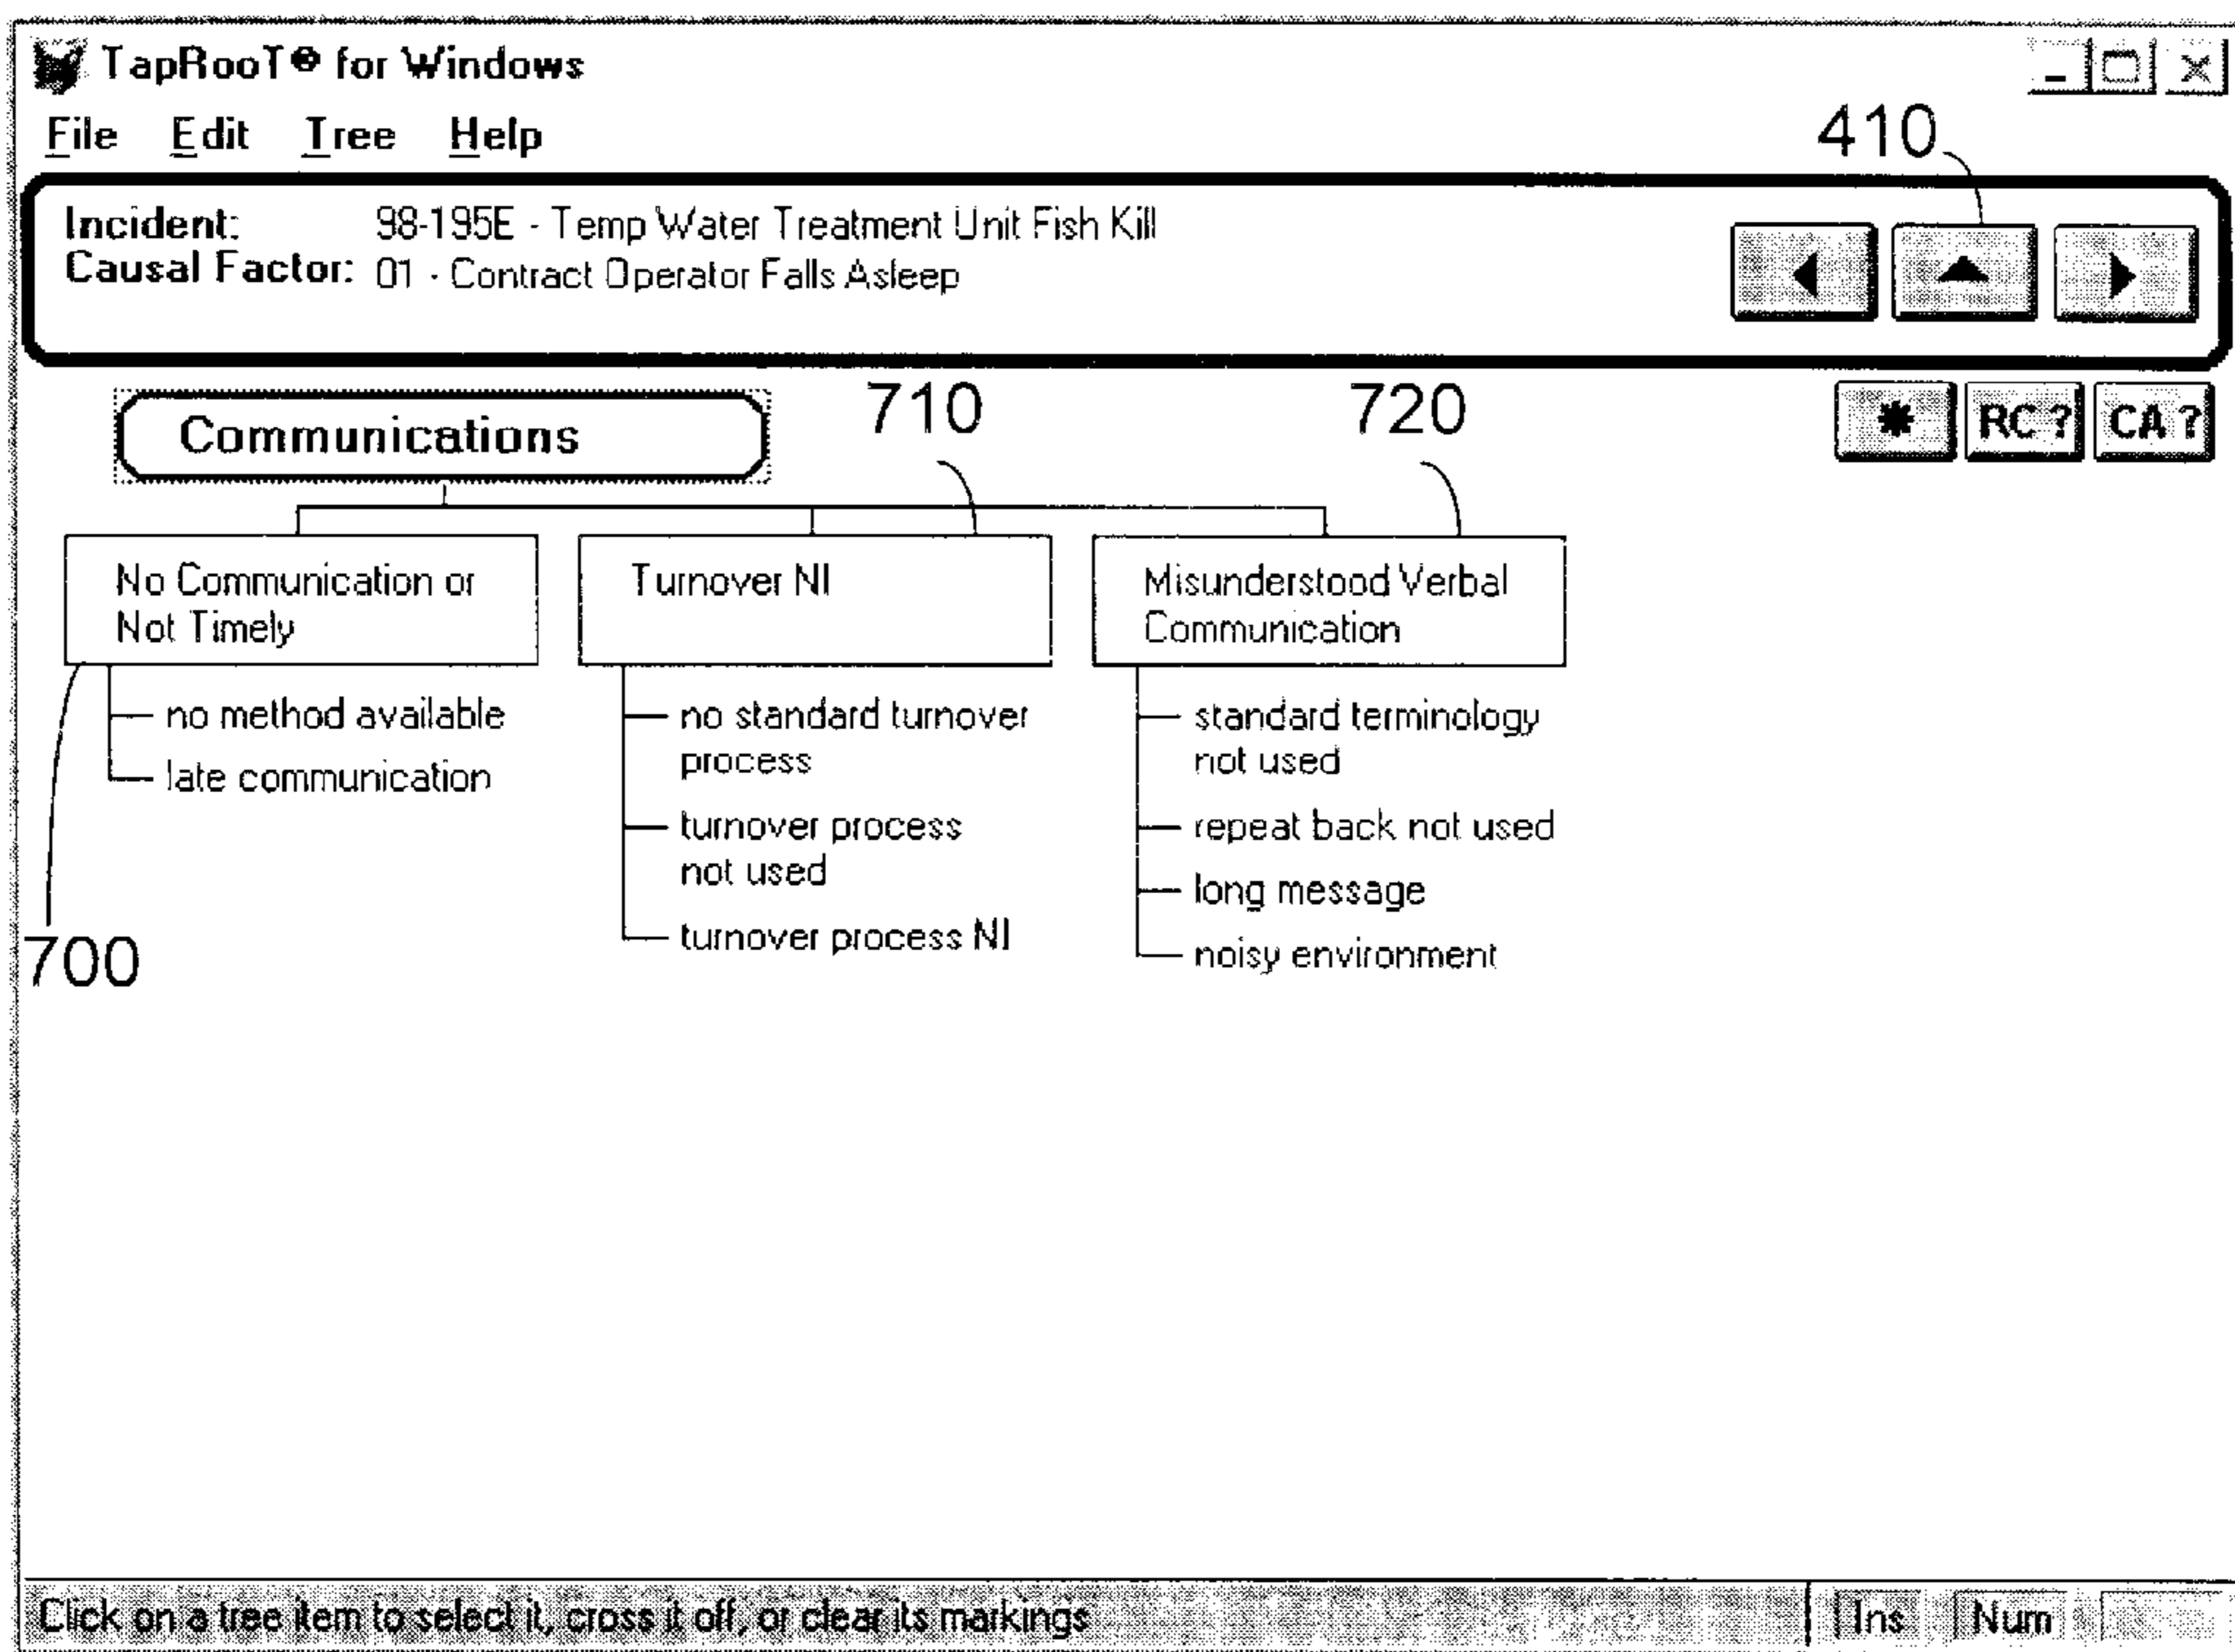 TapRooT® for Windows
File Edit Tree Help
410
Incident: 98-195E - Temp Water Treatment Unit Fish Kill
Causal Factor: 01 - Contract Operator Falls Asleep
Communications
710
720
* RC ? CA ?
No Communication or
Not Timely
no method available
late communication
700
Turnover NI
no standard turnover
process
turnover process
not used
turnover process NI
Misunderstood Verbal
Communication
standard terminology
not used
repeat back not used
long message
noisy environment
Click on a tree item to select it, cross it off, or clear its markings
Ins Num